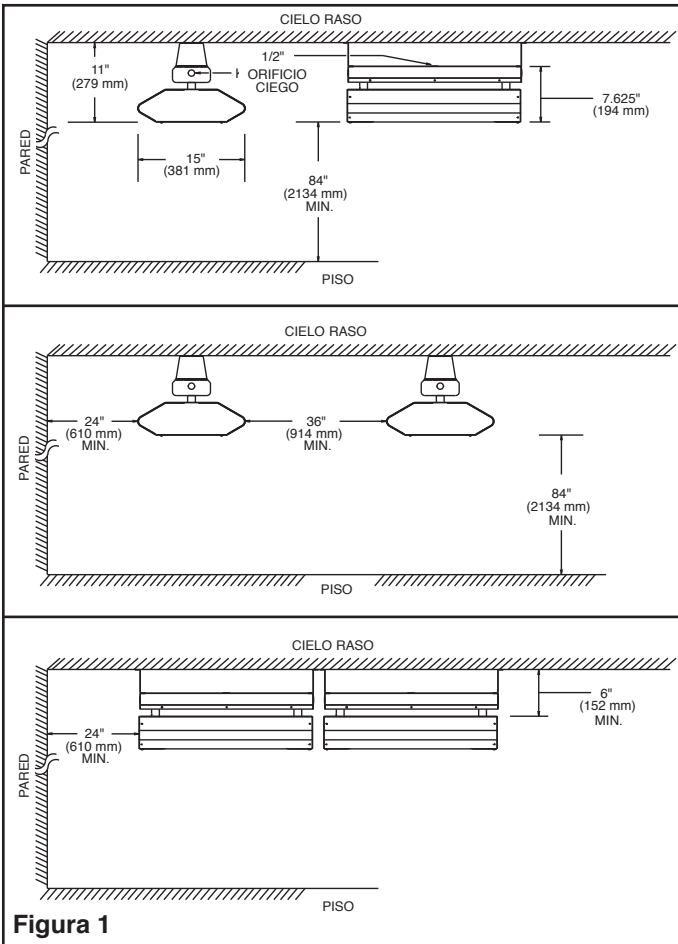 CIELO RASO
11"
(279 mm)
1/2"
ORIFICIO
CIEGO
7.625"
(194 mm)
PARED
15"
(381 mm)
84"
(2134 mm)
MIN.
PISO
CIELO RASO
24"
(610 mm)
MIN.
36"
(914 mm)
MIN.
PARED
84"
(2134 mm)
MIN.
PISO
CIELO RASO
6"
(152 mm)
MIN.
24"
(610 mm)
MIN.
PARED
PISO
Figura 1